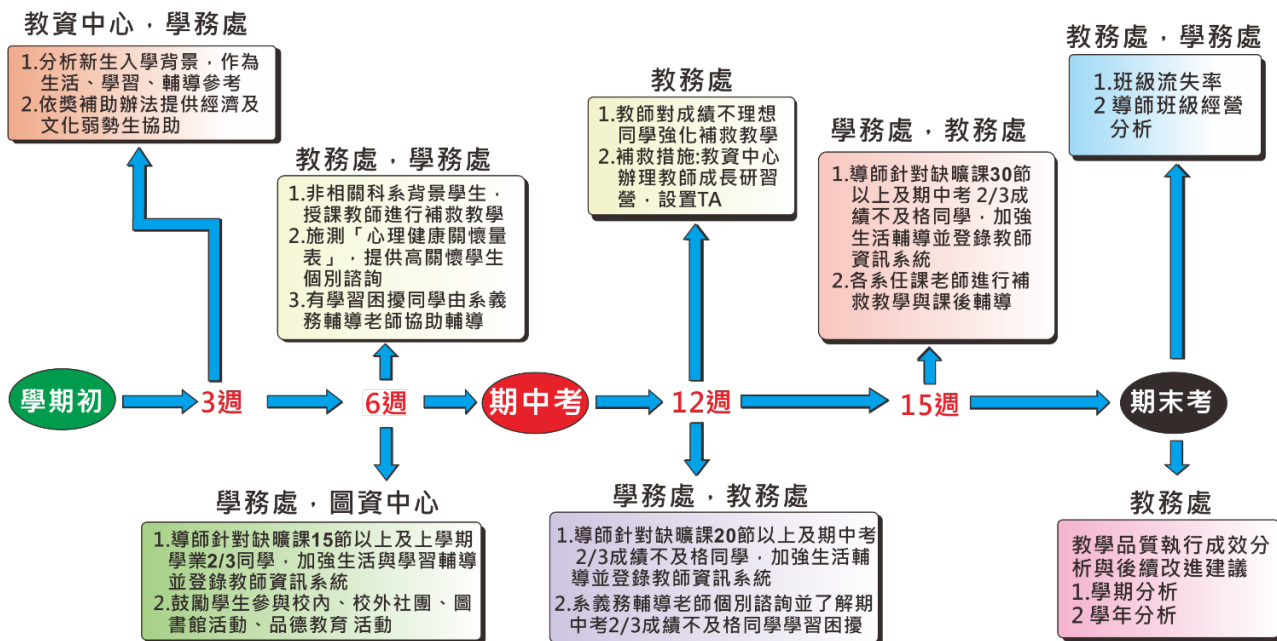 教資中心，學務處
1.分析新生入學背景，作為
生活、學習、輔導參考
2.依獎補助辦法提供經濟及
文化弱勢生協助
教務處，學務處
1.非相關科系背景學生，
授課教師進行補救教學
2.施測「心理健康關懷量
表」，提供高關懷學生
個別諮詢
3.有學習困擾同學由系義
務輔導老師協助輔導
教務處
1.教師對成績不理想
同學強化補救教學
2.補救措施:教資中心
辦理教師成長研習
營，設置TA
學務處，教務處
1.導師針對缺曠課30節
以上及期中考2/3成
績不及格同學，加強
生活輔導並登錄教師
資訊系統
2.各系任課老師進行補
救教學與課後輔導
教務處，學務處
1.班級流失率
2 導師班級經營
分析
學期初
3週
6週
期中考
12週
15週
期末考
學務處，圖資中心
1.導師針對缺曠課15節以上及上學期
學業2/3同學，加強生活與學習輔導
並登錄教師資訊系統
2.鼓勵學生參與校內、校外社團、圖
書館活動、品德教育 活動
學務處，教務處
1.導師針對缺曠課20節以上及期中考
2/3成績不及格同學，加強生活輔
導並登錄教師資訊系統
2.系義務輔導老師個別諮詢並了解期
中考2/3成績不及格同學學習困擾
教務處
教學品質執行成效分
析與後續改進建議
1.學期分析
2 學年分析